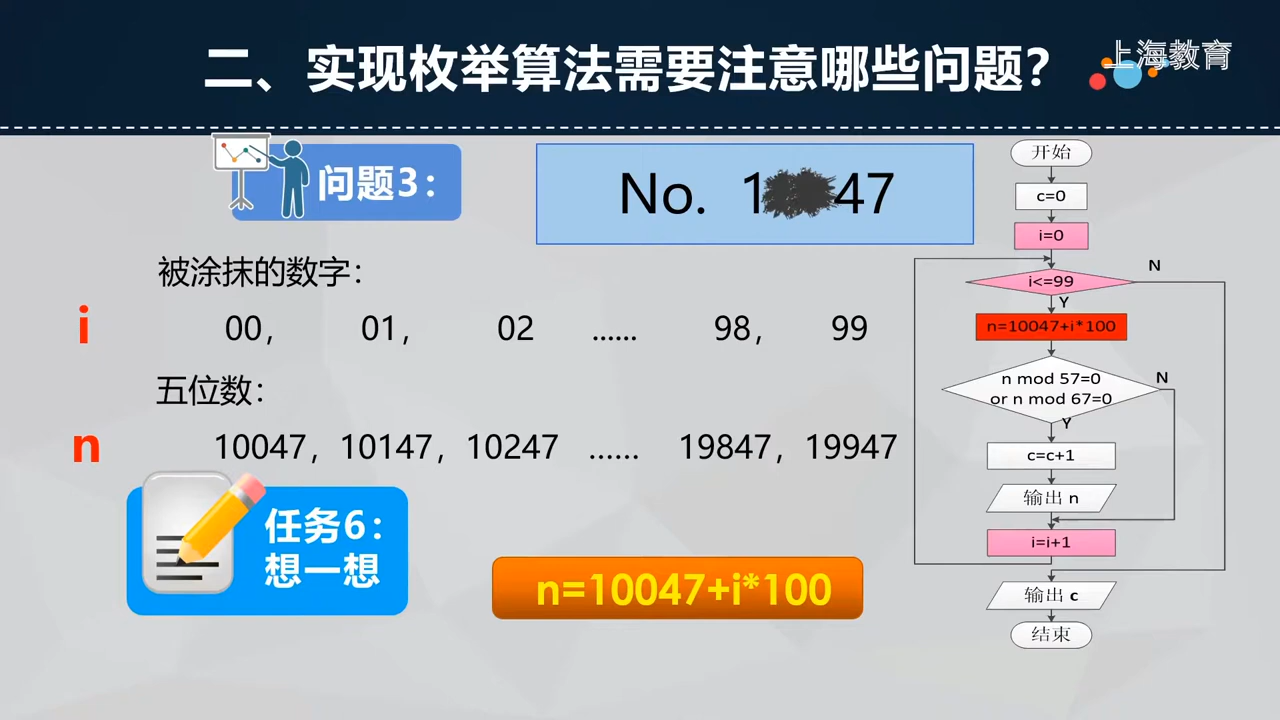 二、实现枚举算法需要注意哪些问题?
上海教育
问题3:
No. 1 47
被涂抹的数字:
i 00, 01, 02 ...... 98, 99
五位数:
n 10047, 10147, 10247 ...... 19847, 19947
任务6:
想一想
n=10047+i*100
开始
c=0
i=0
i<=99
N
Y
n=10047+i*100
n mod 57=0
or n mod 67=0
N
Y
c=c+1
输出 n
i=i+1
输出 c
结束